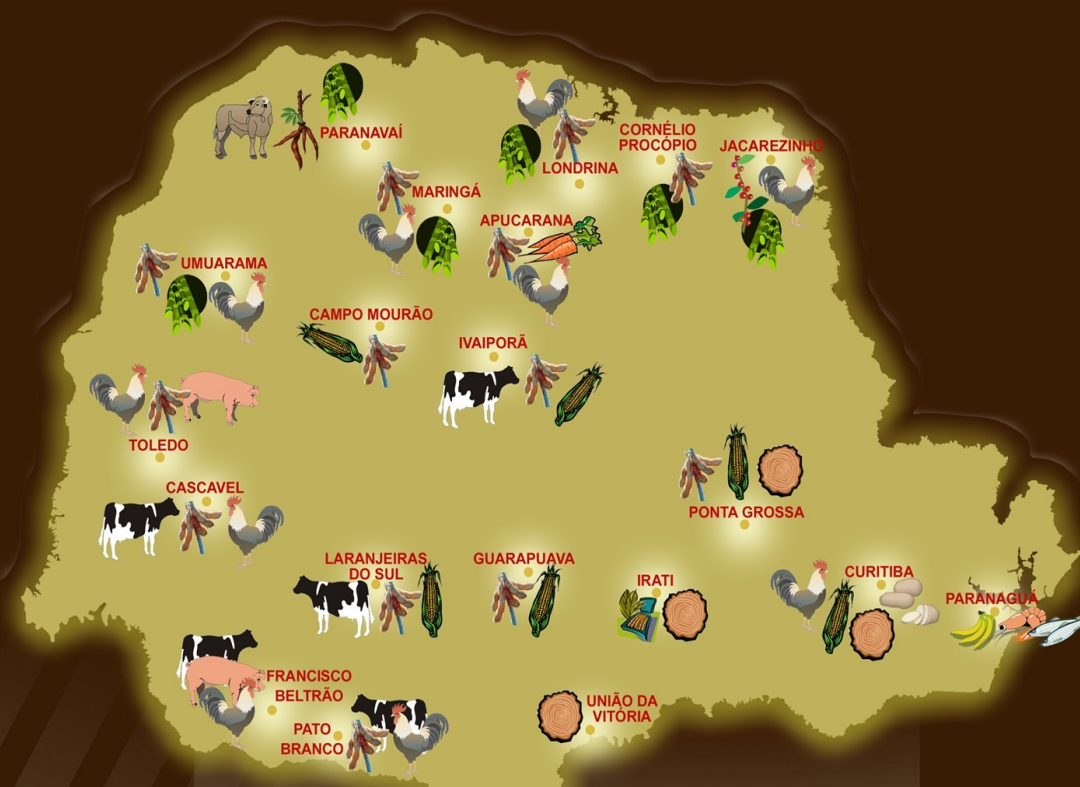 PARANAVAÍ
CORNÉLIO
PROCÓPIO
JACAREZINHO
LONDRINA
MARINGÁ
APUCARANA
UMUARAMA
CAMPO MOURÃO
IVAIPORÃ
TOLEDO
CASCAVEL
PONTA GROSSA
LARANJEIRAS
DO SUL
GUARAPUAVA
IRATI
CURITIBA
PARANAGUÁ
FRANCISCO
BELTRÃO
UNIÃO DA
VITÓRIA
PATO
BRANCO